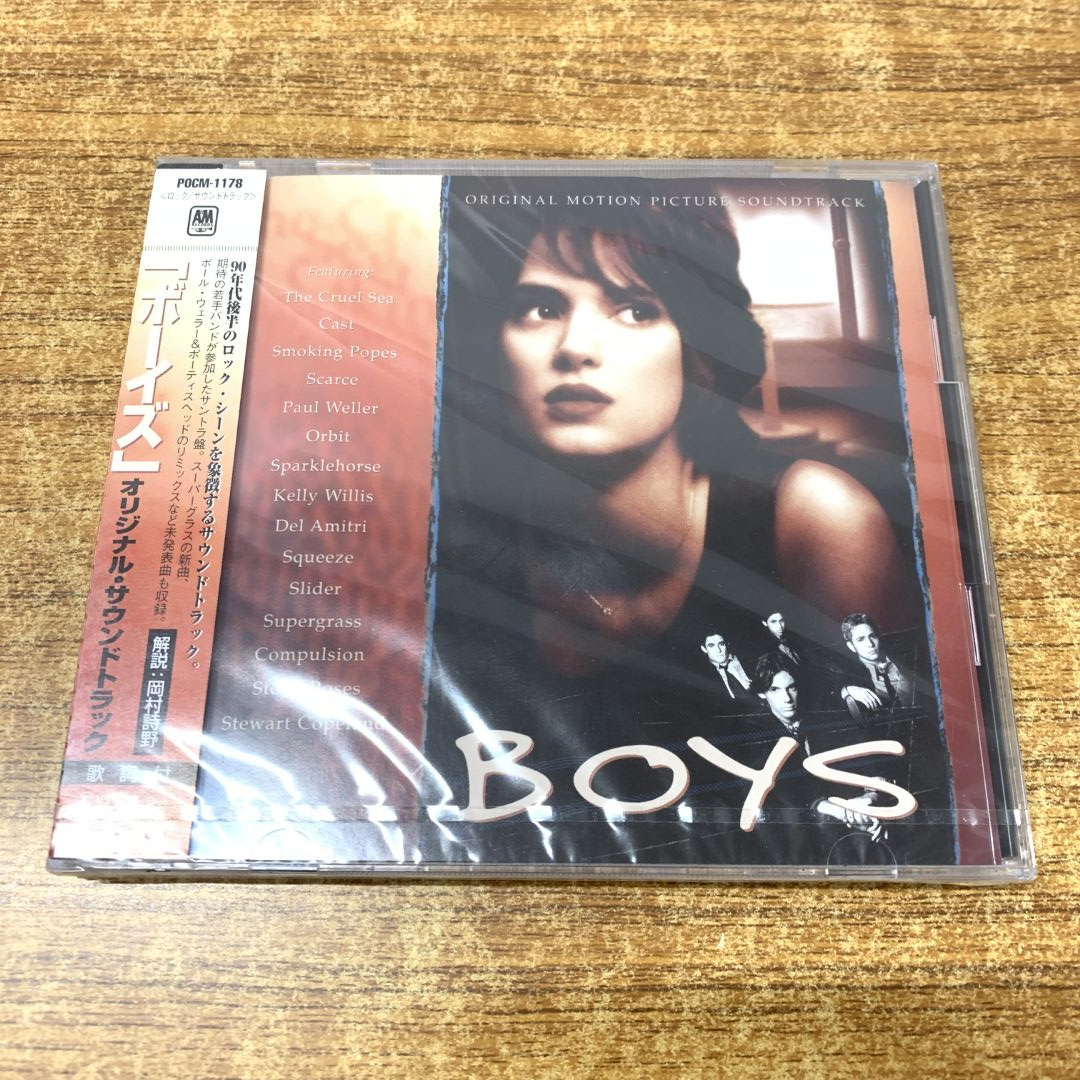 POCM-1178
<ロック/サウンドトラック>
A&M
RECORDS
「ボーイズ」オリジナル・サウンドトラック
90年代後半のロック・シーンを象徴するサウンドトラック。
期待の若手バンドが参加したサントラ盤。スーパーグラスの新曲、
ポール・ウェラー&ポーティスヘッドのリミックスなど未発表曲も収録。
解説:岡村詩野
歌詞付
ORIGINAL MOTION PICTURE SOUNDTRACK
Featuring:
The Cruel Sea
Cast
Smoking Popes
Scarce
Paul Weller
Orbit
Sparklehorse
Kelly Willis
Del Amitri
Squeeze
Slider
Supergrass
Compulsion
Stone Roses
Stewart Copeland
BOYS